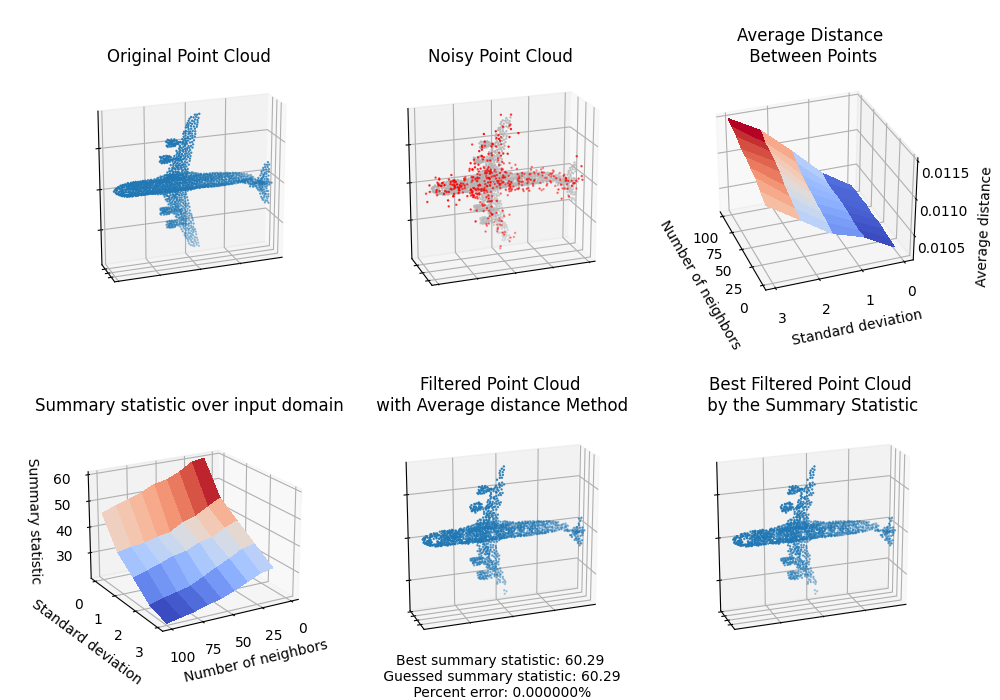 Original Point Cloud
Noisy Point Cloud
Average Distance
Between Points
0.0115
0.0110
0.0105
Average distance
100
75
50
25
0
Number of neighbors
3
2
1
0
Standard deviation
Summary statistic over input domain
60
50
40
30
Summary statistic
0
1
2
3
Standard deviation
100
75
50
25
0
Number of neighbors
Filtered Point Cloud
with Average distance Method
Best summary statistic: 60.29
Guessed summary statistic: 60.29
Percent error: 0.000000%
Best Filtered Point Cloud
by the Summary Statistic